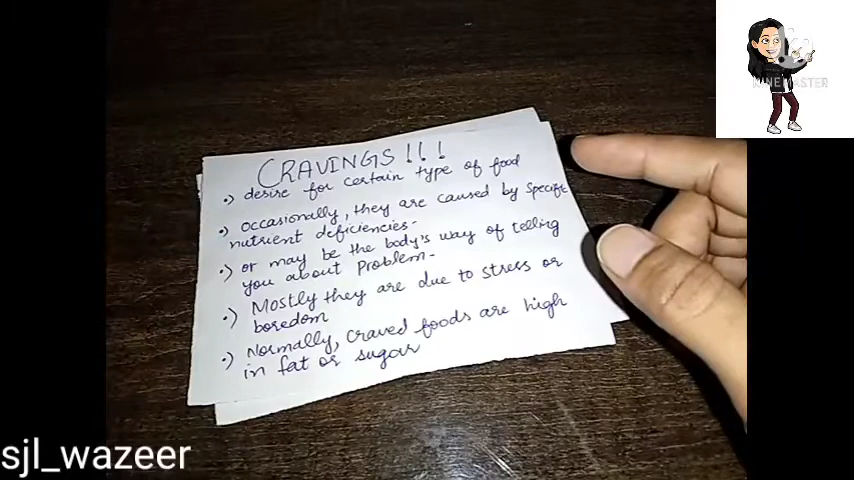 CRAVINGS!!!
•) desire for certain type of food
•) occasionally, they are caused by specific
nutrient deficiencies-
•) or may be the body's way of telling
you about problem-
•) Mostly they are due to stress or
boredom
•) Normally, craved foods are high
in fat or sugar
KINEMASTER
sjl_wazeer